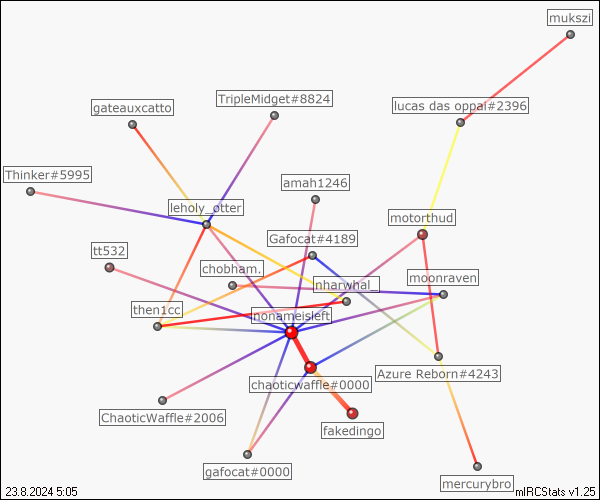 mukszi
TripleMidget#8824
lucas das oppai#2396
gateauxcatto
Thinker#5995
amah1246
leholy_otter
motorthud
Gafocat#4189
tt532
chobham.
moonraven
nharwhal_
then1cc
nonameisleft
Azure Reborn#4243
chaoticwaffle#0000
ChaoticWaffle#2006
fakedingo
gafocat#0000
mercurybro
23.8.2024 5:05
mIRCStats v1.25